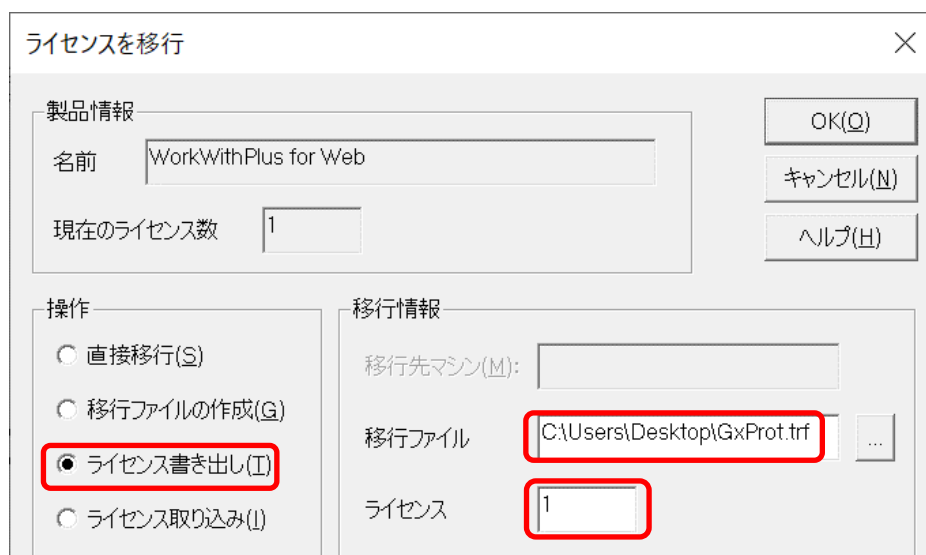 ライセンスを移行
製品情報
名前 WorkWithPlus for Web
現在のライセンス数 1
OK(O)
キャンセル(N)
ヘルプ(H)
操作
直接移行(S)
移行ファイルの作成(G)
ライセンス書き出し(T)
ライセンス取り込み(I)
移行情報
移行先マシン(M):
移行ファイル C:\Users\Desktop\GxProt.trf ...
ライセンス 1